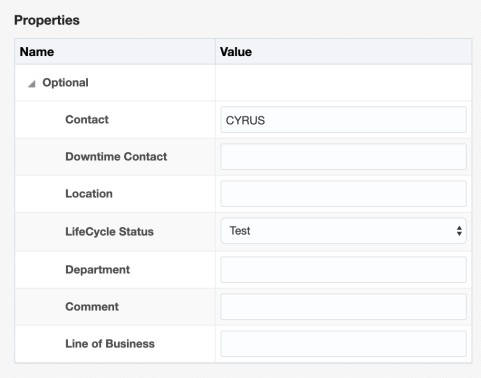 Properties
Name Value
Optional
Contact CYRUS
Downtime Contact
Location
LifeCycle Status Test
Department
Comment
Line of Business